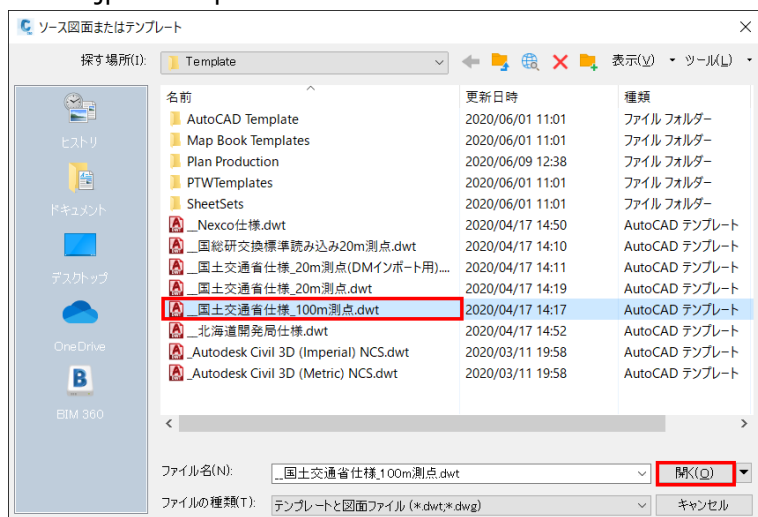 ソース図面またはテンプレート
探す場所(I):
Template
表示(V)
ツール(L)
名前
更新日時
種類
AutoCAD Template
2020/06/01 11:01
ファイル フォルダー
Map Book Templates
2020/06/01 11:01
ファイル フォルダー
Plan Production
2020/06/09 12:38
ファイル フォルダー
PTWTemplates
2020/06/01 11:01
ファイル フォルダー
SheetSets
2020/06/01 11:01
ファイル フォルダー
__Nexco仕様.dwt
2020/04/17 14:50
AutoCAD テンプレート
__国総研交換標準読み込み20m測点.dwt
2020/04/17 14:10
AutoCAD テンプレート
__国土交通省仕様_20m測点(DMインポート用)....
2020/04/17 14:11
AutoCAD テンプレート
__国土交通省仕様_20m測点.dwt
2020/04/17 14:19
AutoCAD テンプレート
__国土交通省仕様_100m測点.dwt
2020/04/17 14:17
AutoCAD テンプレート
__北海道開発局仕様.dwt
2020/04/17 14:52
AutoCAD テンプレート
_Autodesk Civil 3D (Imperial) NCS.dwt
2020/03/11 19:58
AutoCAD テンプレート
_Autodesk Civil 3D (Metric) NCS.dwt
2020/03/11 19:58
AutoCAD テンプレート
ヒストリ
ドキュメント
デスクトップ
OneDrive
B
BIM 360
ファイル名(N):
__国土交通省仕様_100m測点.dwt
開く(O)
ファイルの種類(T):
テンプレートと図面ファイル (*.dwt;*.dwg)
キャンセル